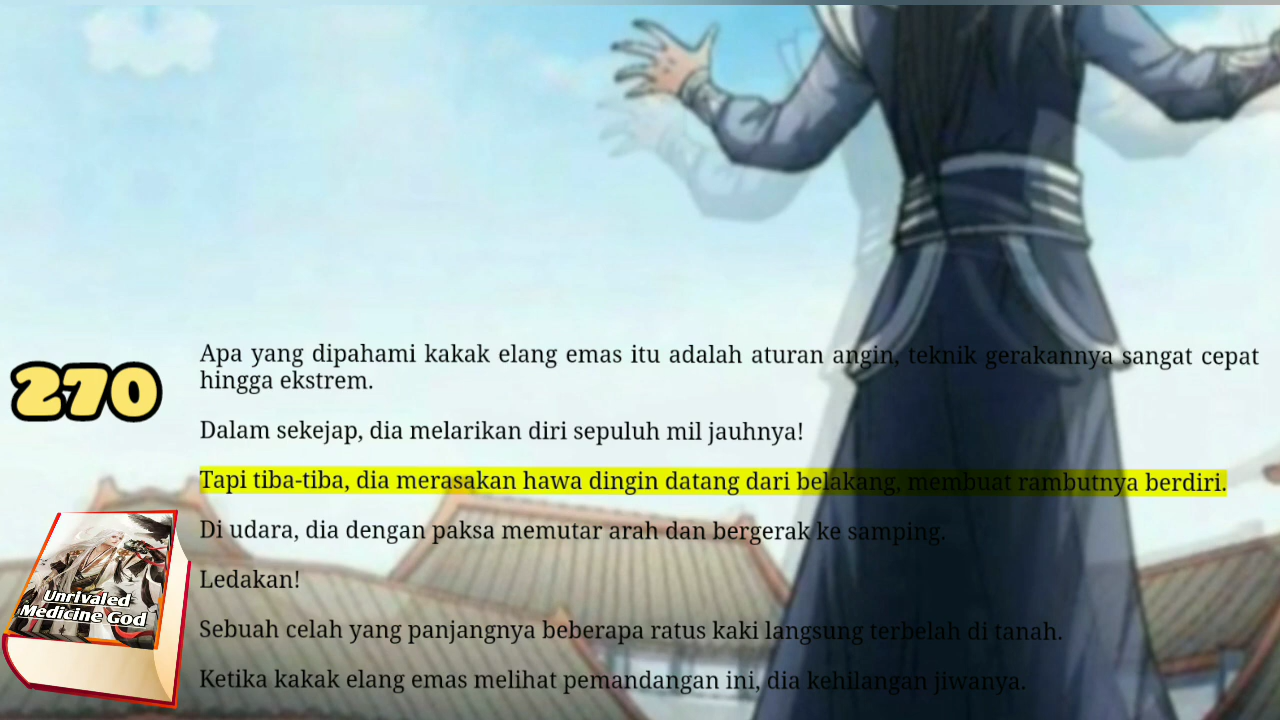 270
Apa yang dipahami kakak elang emas itu adalah aturan angin, teknik gerakannya sangat cepat
hingga ekstrem.
Dalam sekejap, dia melarikan diri sepuluh mil jauhnya!
Tapi tiba-tiba, dia merasakan hawa dingin datang dari belakang, membuat rambutnya berdiri.
Di udara, dia dengan paksa memutar arah dan bergerak ke samping.
Ledakan!
Sebuah celah yang panjangnya beberapa ratus kaki langsung terbelah di tanah.
Ketika kakak elang emas melihat pemandangan ini, dia kehilangan jiwanya.
Unrivaled
Medicine God